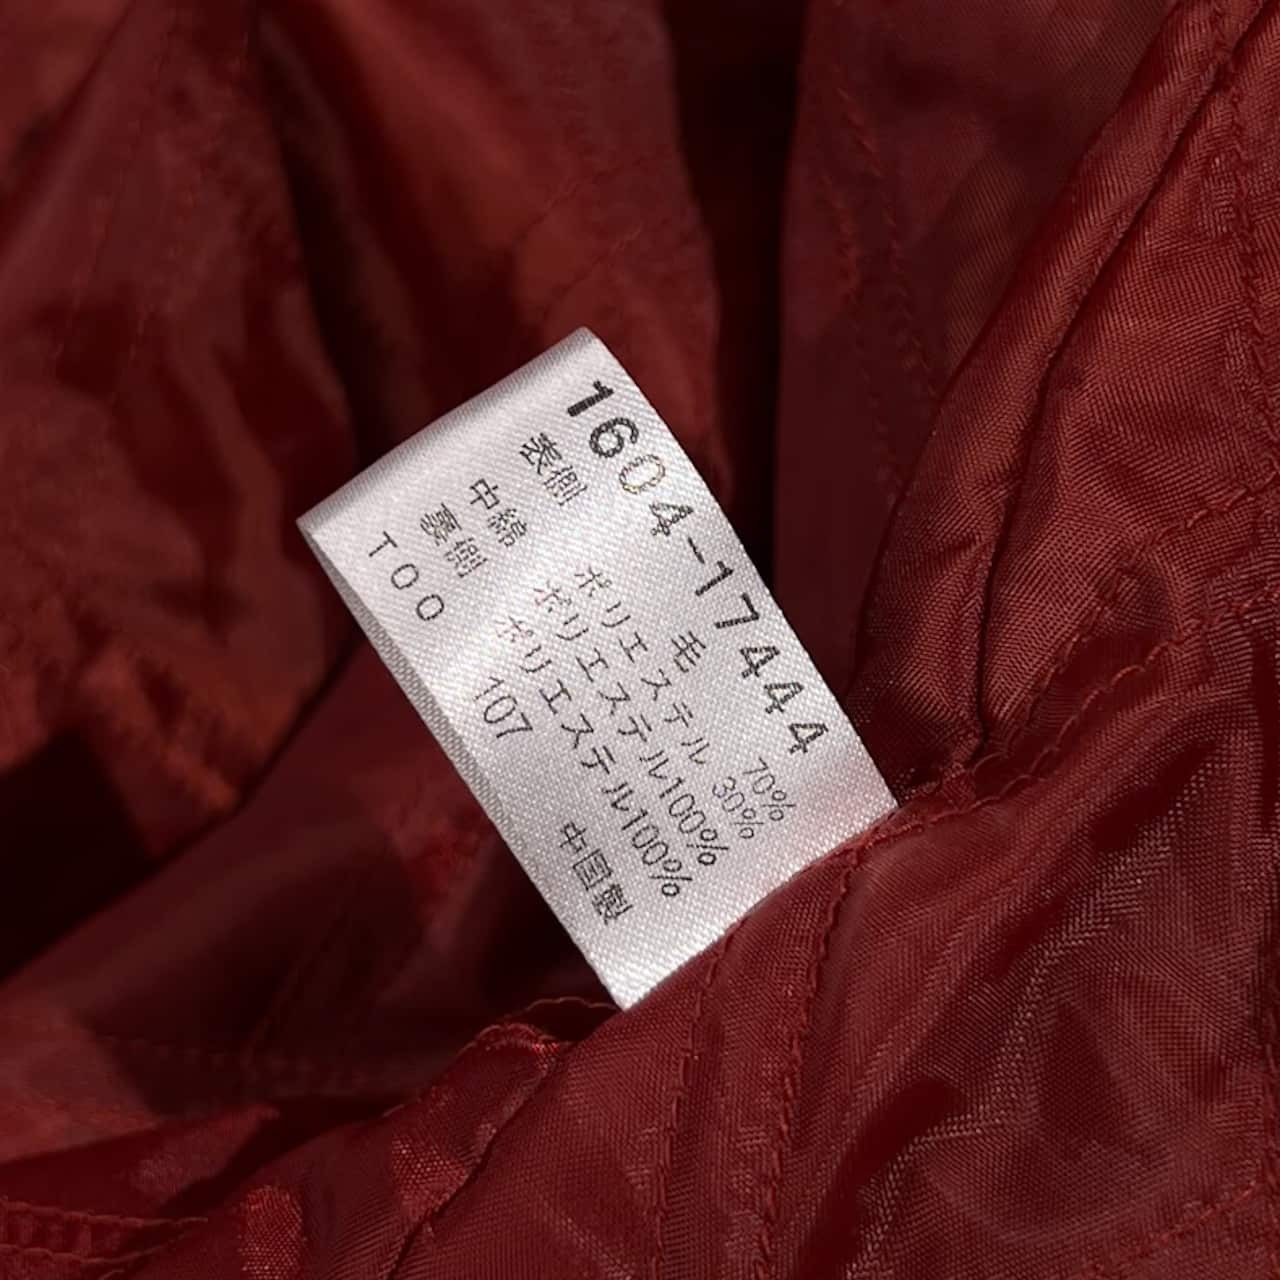 1604-17444
表側 毛 70%
ポリエステル 30%
中綿 ポリエステル100%
裏側 ポリエステル100%
T00 107 中国製